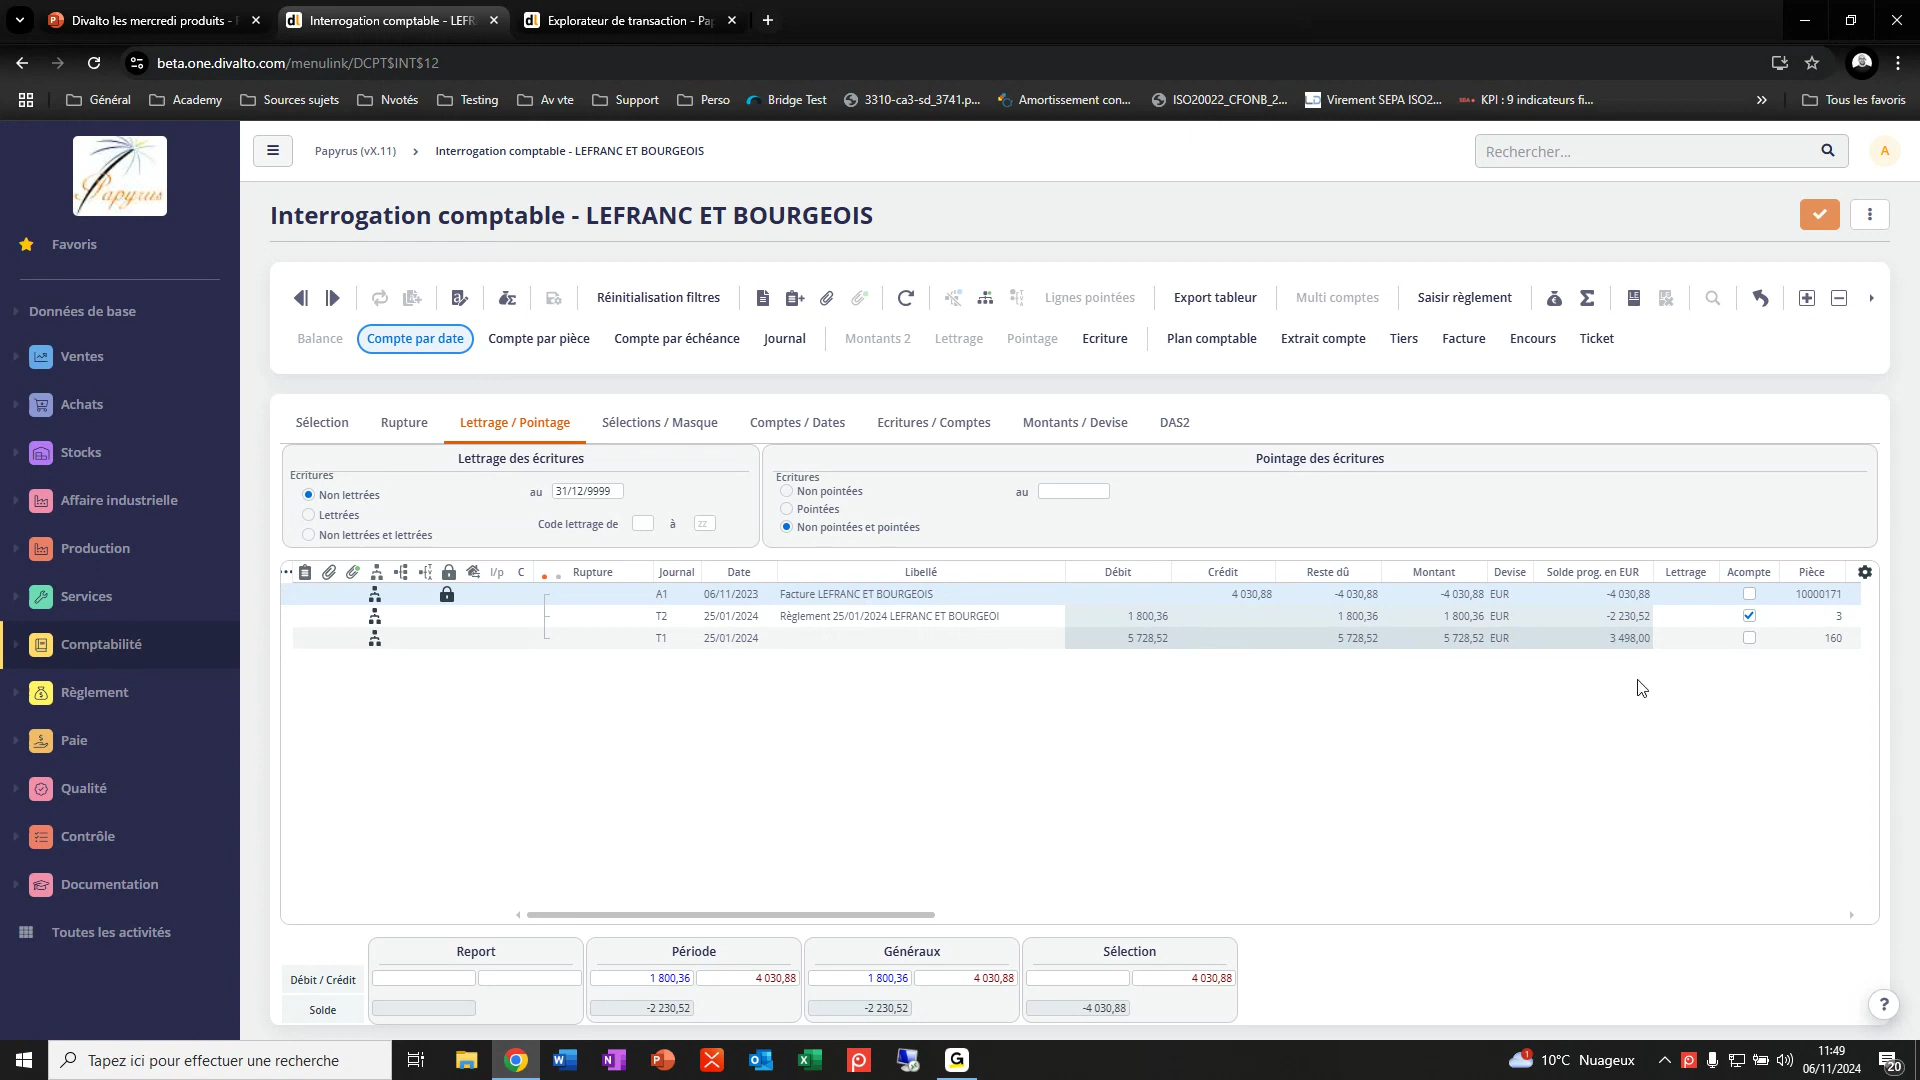 Divalto les mercredi produits -
Interrogation comptable - LEFR
Explorateur de transaction - Pap
beta.one.divalto.com/menulink/DCPT$INT$12
Général
Academy
Sources sujets
Nvotés
Testing
Av vte
Support
Perso
Bridge Test
3310-ca3-sd_3741.p...
Amortissement con...
ISO20022_CFONB_2...
Virement SEPA ISO2...
KPI : 9 indicateurs fi...
Tous les favoris
Papyrus
Papyrus (vX.11) > Interrogation comptable - LEFRANC ET BOURGEOIS
Rechercher...
A
Favoris
Données de base
Ventes
Achats
Stocks
Affaire industrielle
Production
Services
Comptabilité
Règlement
Paie
Qualité
Contrôle
Documentation
Toutes les activités
Interrogation comptable - LEFRANC ET BOURGEOIS
Réinitialisation filtres
Lignes pointées
Export tableur
Multi comptes
Saisir règlement
Balance
Compte par date
Compte par pièce
Compte par échéance
Journal
Montants 2
Lettrage
Pointage
Ecriture
Plan comptable
Extrait compte
Tiers
Facture
Encours
Ticket
Sélection
Rupture
Lettrage / Pointage
Sélections / Masque
Comptes / Dates
Ecritures / Comptes
Montants / Devise
DAS2
Lettrage des écritures
Ecritures
Non lettrées
Lettrées
Non lettrées et lettrées
au 31/12/9999
Code lettrage de à zz
Pointage des écritures
Ecritures
Non pointées
Pointées
Non pointées et pointées
au
l/p C Rupture Journal Date Libellé Débit Crédit Reste dû Montant Devise Solde prog. en EUR Lettrage Acompte Pièce
A1 06/11/2023 Facture LEFRANC ET BOURGEOIS 4 030,88 -4 030,88 -4 030,88 EUR -4 030,88 10000171
T2 25/01/2024 Règlement 25/01/2024 LEFRANC ET BOURGEOI 1 800,36 1 800,36 1 800,36 EUR -2 230,52 3
T1 25/01/2024 5 728,52 5 728,52 5 728,52 EUR 3 498,00 160
Report Période Généraux Sélection
Débit / Crédit 1 800,36 4 030,88 1 800,36 4 030,88 4 030,88
Solde -2 230,52 -2 230,52 -4 030,88
?
Tapez ici pour effectuer une recherche
10°C Nuageux
11:49
06/11/2024
20